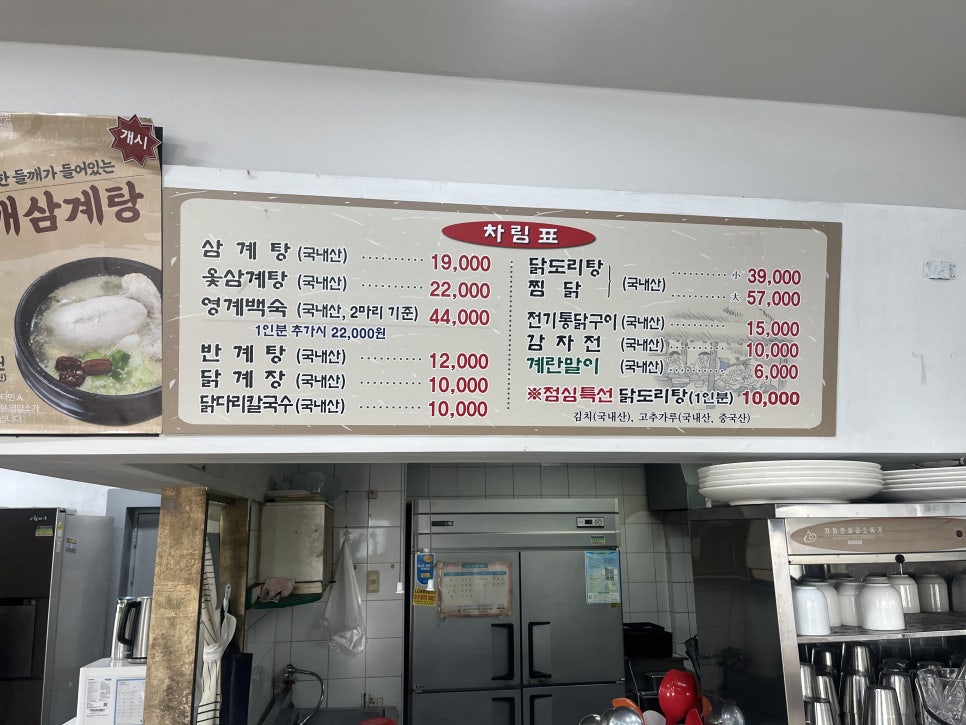 개시
한 들깨가 들어있는
깨삼계탕
차림표
삼계탕 (국내산) ·········· 19,000
옻삼계탕 (국내산) ·········· 22,000
영계백숙 (국내산, 2마리 기준) 44,000
1인분 추가시 22,000원
반계탕 (국내산) ·········· 12,000
닭계장 (국내산) ·········· 10,000
닭다리칼국수 (국내산) ·········· 10,000
닭도리탕
찜닭
(국내산) ·········· 小 39,000
·········· 大 57,000
전기통닭구이 (국내산) ·········· 15,000
감자전 (국내산) ·········· 10,000
계란말이 (국내산) ·········· 6,000
※점심특선 닭도리탕(1인분) 10,000
김치(국내산), 고추가루(국내산, 중국산)